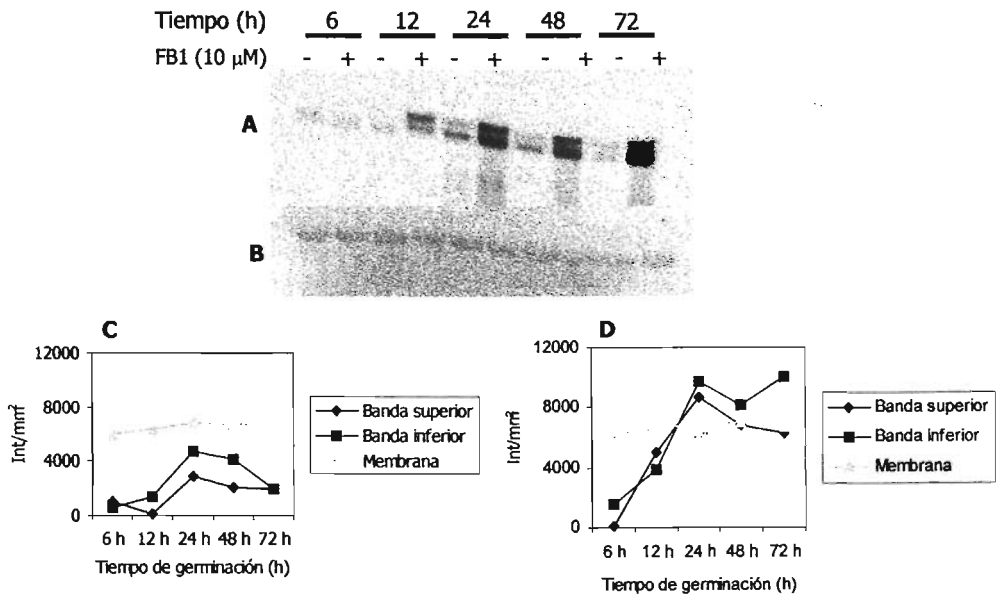 Tiempo (h) 6 12 24 48 72
FB1 (10 µM) - + - + - + - + - +
A
B
C
12000
8000
4000
0
Int/mm²
6 h 12 h 24 h 48 h 72 h
Tiempo de germinación (h)
Banda superior
Banda inferior
Membrana
D
12000
8000
4000
0
Int/mm²
6 h 12 h 24 h 48 h 72 h
Tiempo de germinación (h)
Banda superior
Banda inferior
Membrana